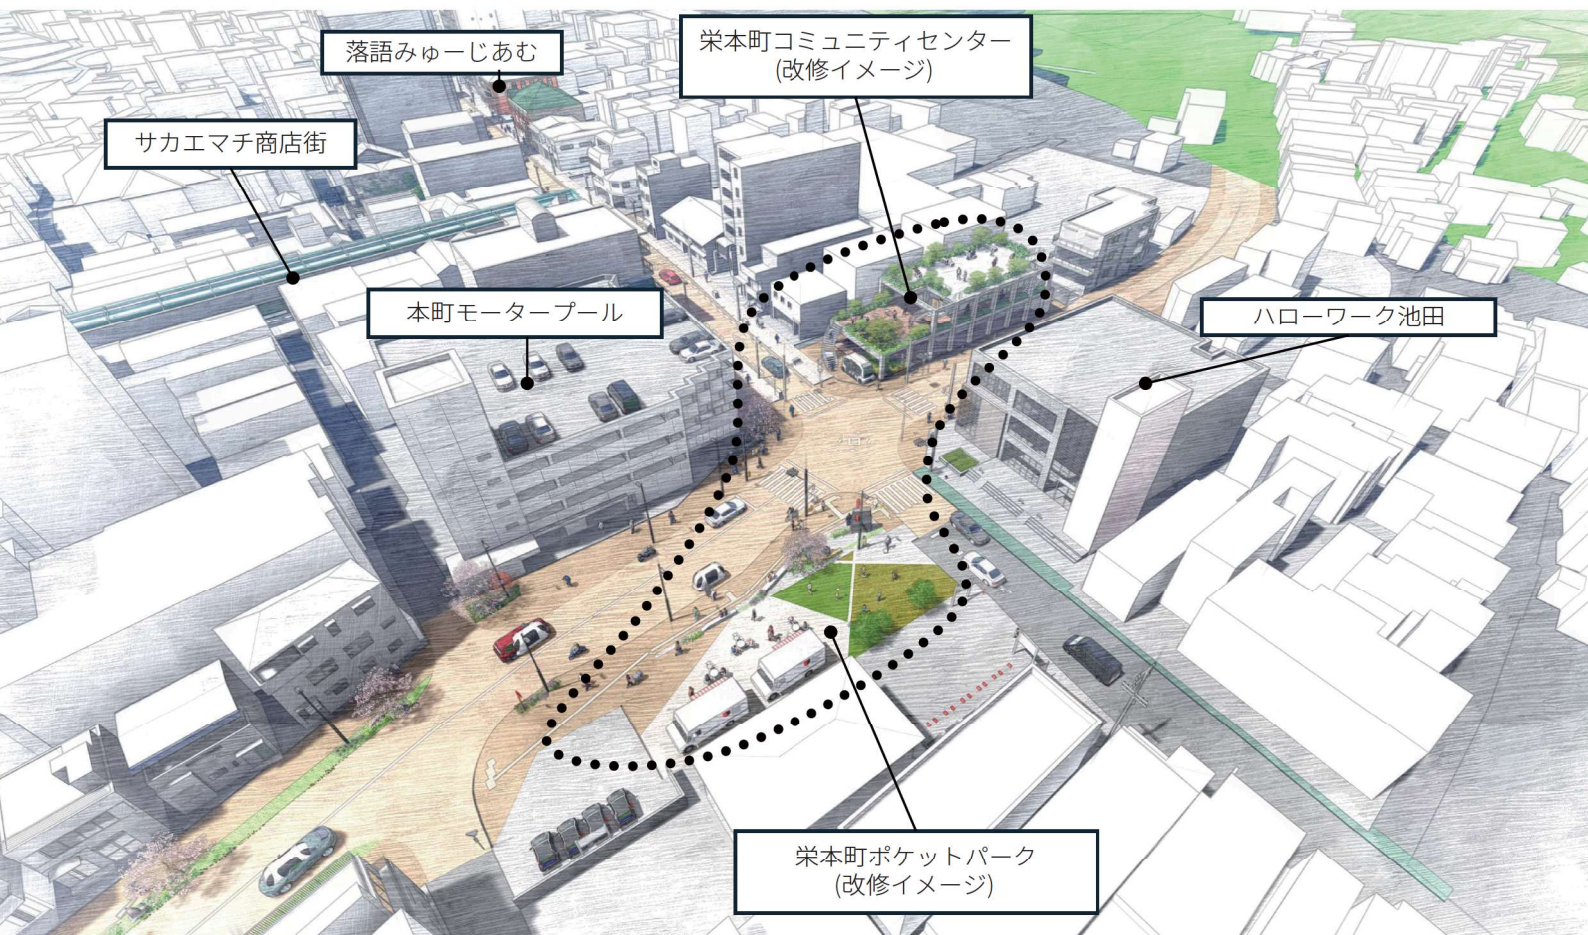 落語みゅーじあむ
栄本町コミュニティセンター
(改修イメージ)
サカエマチ商店街
本町モータープール
ハローワーク池田
栄本町ポケットパーク
(改修イメージ)